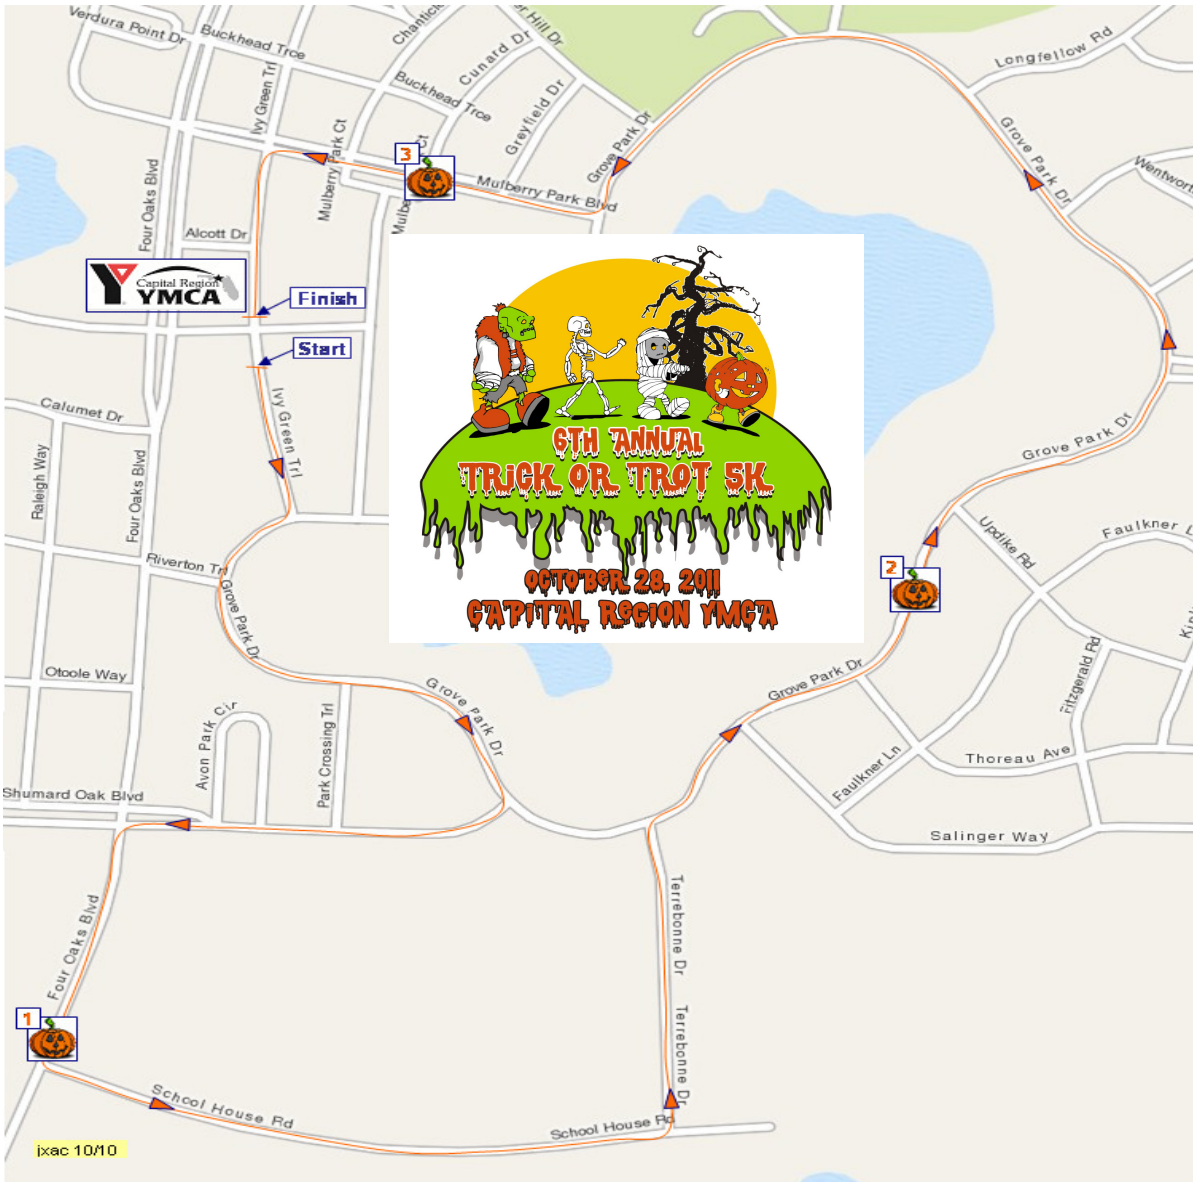 Verdura Point Dr
Buckhead Trce
Ivy Green Trl
Cunard Dr
Buckhead Trce
Greyfield Dr
Longfellow Rd
Grove Park Dr
Grove Park Dr
Mulberry Park Ct
3
Mulberry Park Blvd
Four Oaks Blvd
Alcott Dr
Capital Region
YMCA
Finish
Start
Ivy Green Trl
Calumet Dr
Raleigh Way
Four Oaks Blvd
6TH ANNUAL
TRICK OR TROT 5K
OCTOBER 28, 2011
CAPITAL REGION YMCA
Grove Park Dr
Updike Rd
2
Riverton Trl
Grove Park Dr
Otoole Way
Grove Park Dr
Grove Park Dr
Fitzgerald Rd
Avon Park Cir
Park Crossing Trl
Faulkner Ln
Thoreau Ave
Shumard Oak Blvd
Salinger Way
Four Oaks Blvd
Terrebonne Dr
Terrebonne Dr
1
School House Rd
School House Rd
jxac 10/10